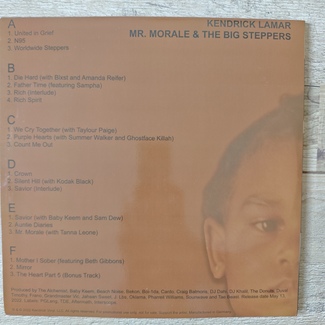 KENDRICK LAMAR
MR. MORALE & THE BIG STEPPERS
A
1. United in Grief
2. N95
3. Worldwide Steppers
B
1. Die Hard (with Blxst and Amanda Reifer)
2. Father Time (featuring Sampha)
3. Rich (Interlude)
4. Rich Spirit
C
1. We Cry Together (with Taylour Paige)
2. Purple Hearts (with Summer Walker and Ghostface Killah)
3. Count Me Out
D
1. Crown
2. Silent Hill (with Kodak Black)
3. Savior (Interlude)
E
1. Savior (with Baby Keem and Sam Dew)
2. Auntie Diaries
3. Mr. Morale (with Tanna Leone)
F
1. Mother I Sober (featuring Beth Gibbons)
2. Mirror
3. The Heart Part 5 (Bonus Track)